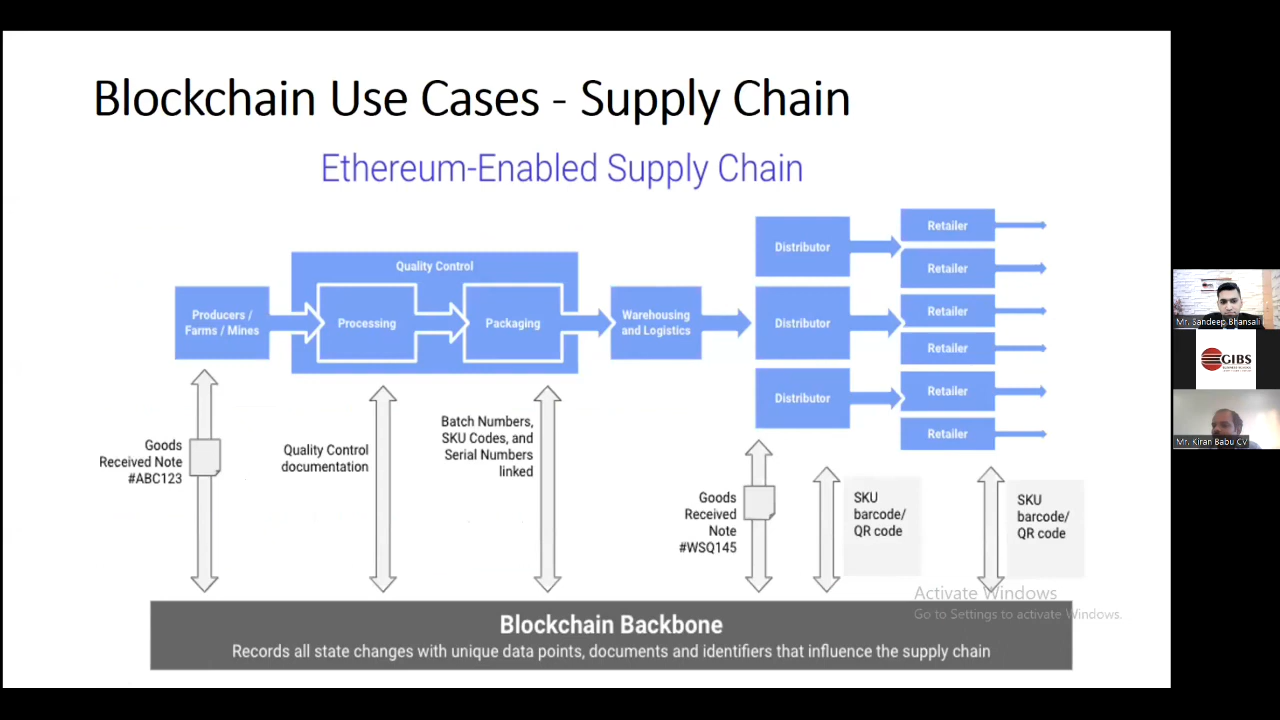 Blockchain Use Cases - Supply Chain
Ethereum-Enabled Supply Chain
Producers /
Farms / Mines
Quality Control
Processing
Packaging
Warehousing
and Logistics
Distributor
Distributor
Distributor
Retailer
Retailer
Retailer
Retailer
Retailer
Retailer
Goods
Received Note
#ABC123
Quality Control
documentation
Batch Numbers,
SKU Codes, and
Serial Numbers
linked
Goods
Received
Note
#WSQ145
SKU
barcode/
QR code
SKU
barcode/
QR code
Blockchain Backbone
Records all state changes with unique data points, documents and identifiers that influence the supply chain
Activate Windows
Go to Settings to activate Windows.
Mr. Sandeep Bhansali
GIBS
Mr. Kiran Babu CV